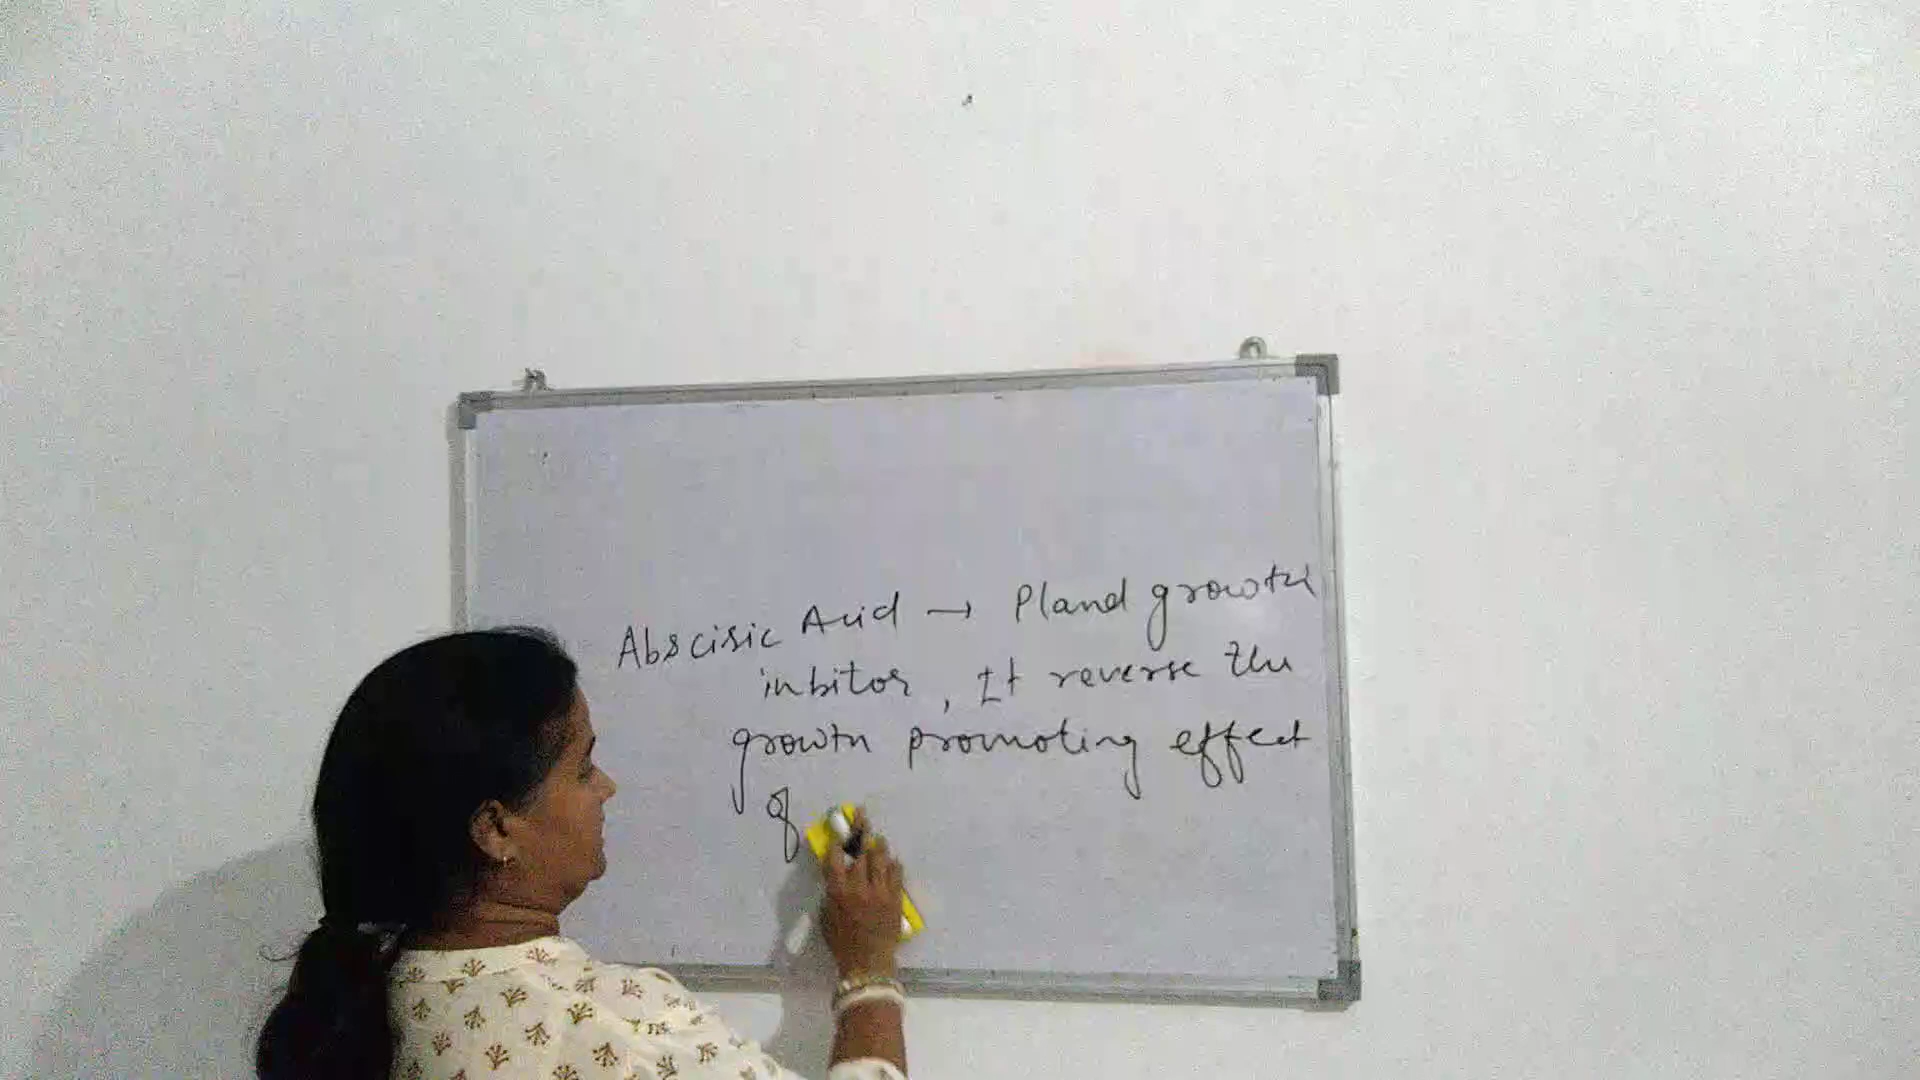 Abscisic Acid → Pland growth
inbitor, It reverse the
growth promoting effect
of